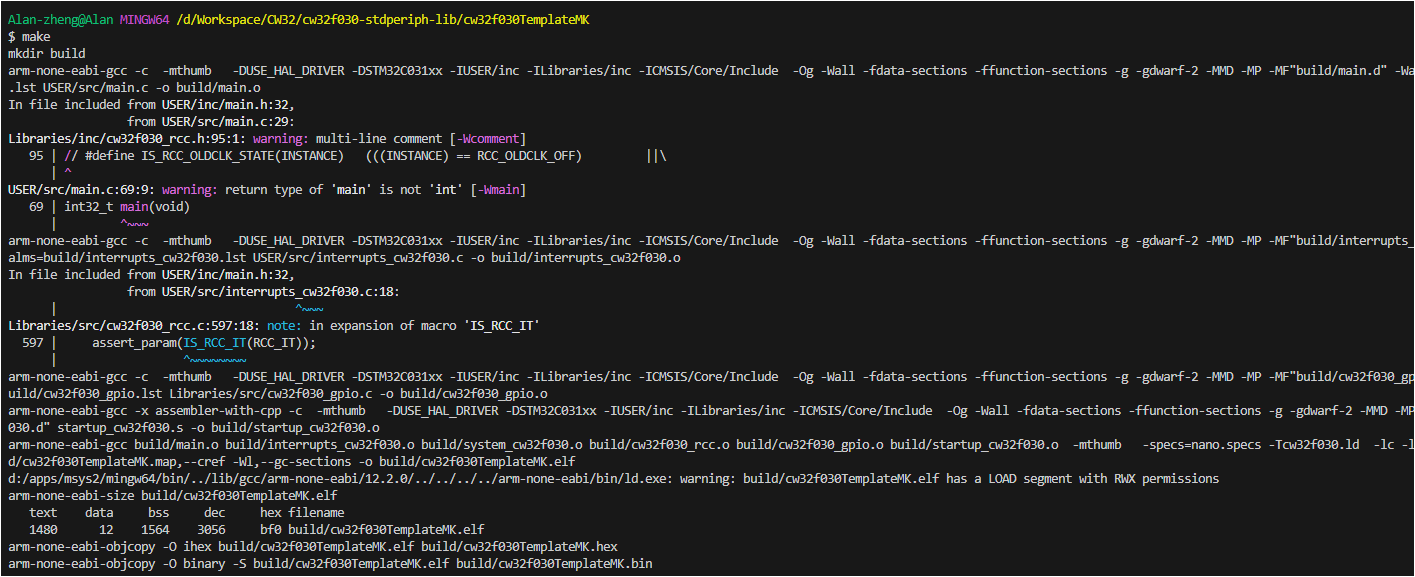 Alan-zheng@Alan MINGW64 /d/Workspace/CW32/cw32f030-stdperiph-lib/cw32f030TemplateMK
$ make
mkdir build
arm-none-eabi-gcc -c  -mthumb   -DUSE_HAL_DRIVER -DSTM32C031xx -IUSER/inc -ILibraries/inc -ICMSIS/Core/Include  -Og -Wall -fdata-sections -ffunction-sections -g -gdwarf-2 -MMD -MP -MF"build/main.d" -Wa
.lst USER/src/main.c -o build/main.o
In file included from USER/inc/main.h:32,
                 from USER/src/main.c:29:
Libraries/inc/cw32f030_rcc.h:95:1: warning: multi-line comment [-Wcomment]
   95 | // #define IS_RCC_OLDCLK_STATE(INSTANCE)   (((INSTANCE) == RCC_OLDCLK_OFF)         ||\
      | ^
USER/src/main.c:69:9: warning: return type of 'main' is not 'int' [-Wmain]
   69 | int32_t main(void)
      |         ^~~~
arm-none-eabi-gcc -c  -mthumb   -DUSE_HAL_DRIVER -DSTM32C031xx -IUSER/inc -ILibraries/inc -ICMSIS/Core/Include  -Og -Wall -fdata-sections -ffunction-sections -g -gdwarf-2 -MMD -MP -MF"build/interrupts_
alms=build/interrupts_cw32f030.lst USER/src/interrupts_cw32f030.c -o build/interrupts_cw32f030.o
In file included from USER/inc/main.h:32,
                 from USER/src/interrupts_cw32f030.c:18:
      |                                  ^~~~
Libraries/src/cw32f030_rcc.c:597:18: note: in expansion of macro 'IS_RCC_IT'
  597 |     assert_param(IS_RCC_IT(RCC_IT));
      |                  ^~~~~~~~~
arm-none-eabi-gcc -c  -mthumb   -DUSE_HAL_DRIVER -DSTM32C031xx -IUSER/inc -ILibraries/inc -ICMSIS/Core/Include  -Og -Wall -fdata-sections -ffunction-sections -g -gdwarf-2 -MMD -MP -MF"build/cw32f030_gp
uild/cw32f030_gpio.lst Libraries/src/cw32f030_gpio.c -o build/cw32f030_gpio.o
arm-none-eabi-gcc -x assembler-with-cpp -c  -mthumb   -DUSE_HAL_DRIVER -DSTM32C031xx -IUSER/inc -ILibraries/inc -ICMSIS/Core/Include  -Og -Wall -fdata-sections -ffunction-sections -g -gdwarf-2 -MMD -MP
030.d" startup_cw32f030.s -o build/startup_cw32f030.o
arm-none-eabi-gcc build/main.o build/interrupts_cw32f030.o build/system_cw32f030.o build/cw32f030_rcc.o build/cw32f030_gpio.o build/startup_cw32f030.o  -mthumb   -specs=nano.specs -Tcw32f030.ld  -lc -l
d/cw32f030TemplateMK.map,--cref -Wl,--gc-sections -o build/cw32f030TemplateMK.elf
d:/apps/msys2/mingw64/bin/../lib/gcc/arm-none-eabi/12.2.0/../../../../arm-none-eabi/bin/ld.exe: warning: build/cw32f030TemplateMK.elf has a LOAD segment with RWX permissions
arm-none-eabi-size build/cw32f030TemplateMK.elf
   text    data     bss     dec     hex filename
   1480      12    1564    3056     bf0 build/cw32f030TemplateMK.elf
arm-none-eabi-objcopy -O ihex build/cw32f030TemplateMK.elf build/cw32f030TemplateMK.hex
arm-none-eabi-objcopy -O binary -S build/cw32f030TemplateMK.elf build/cw32f030TemplateMK.bin